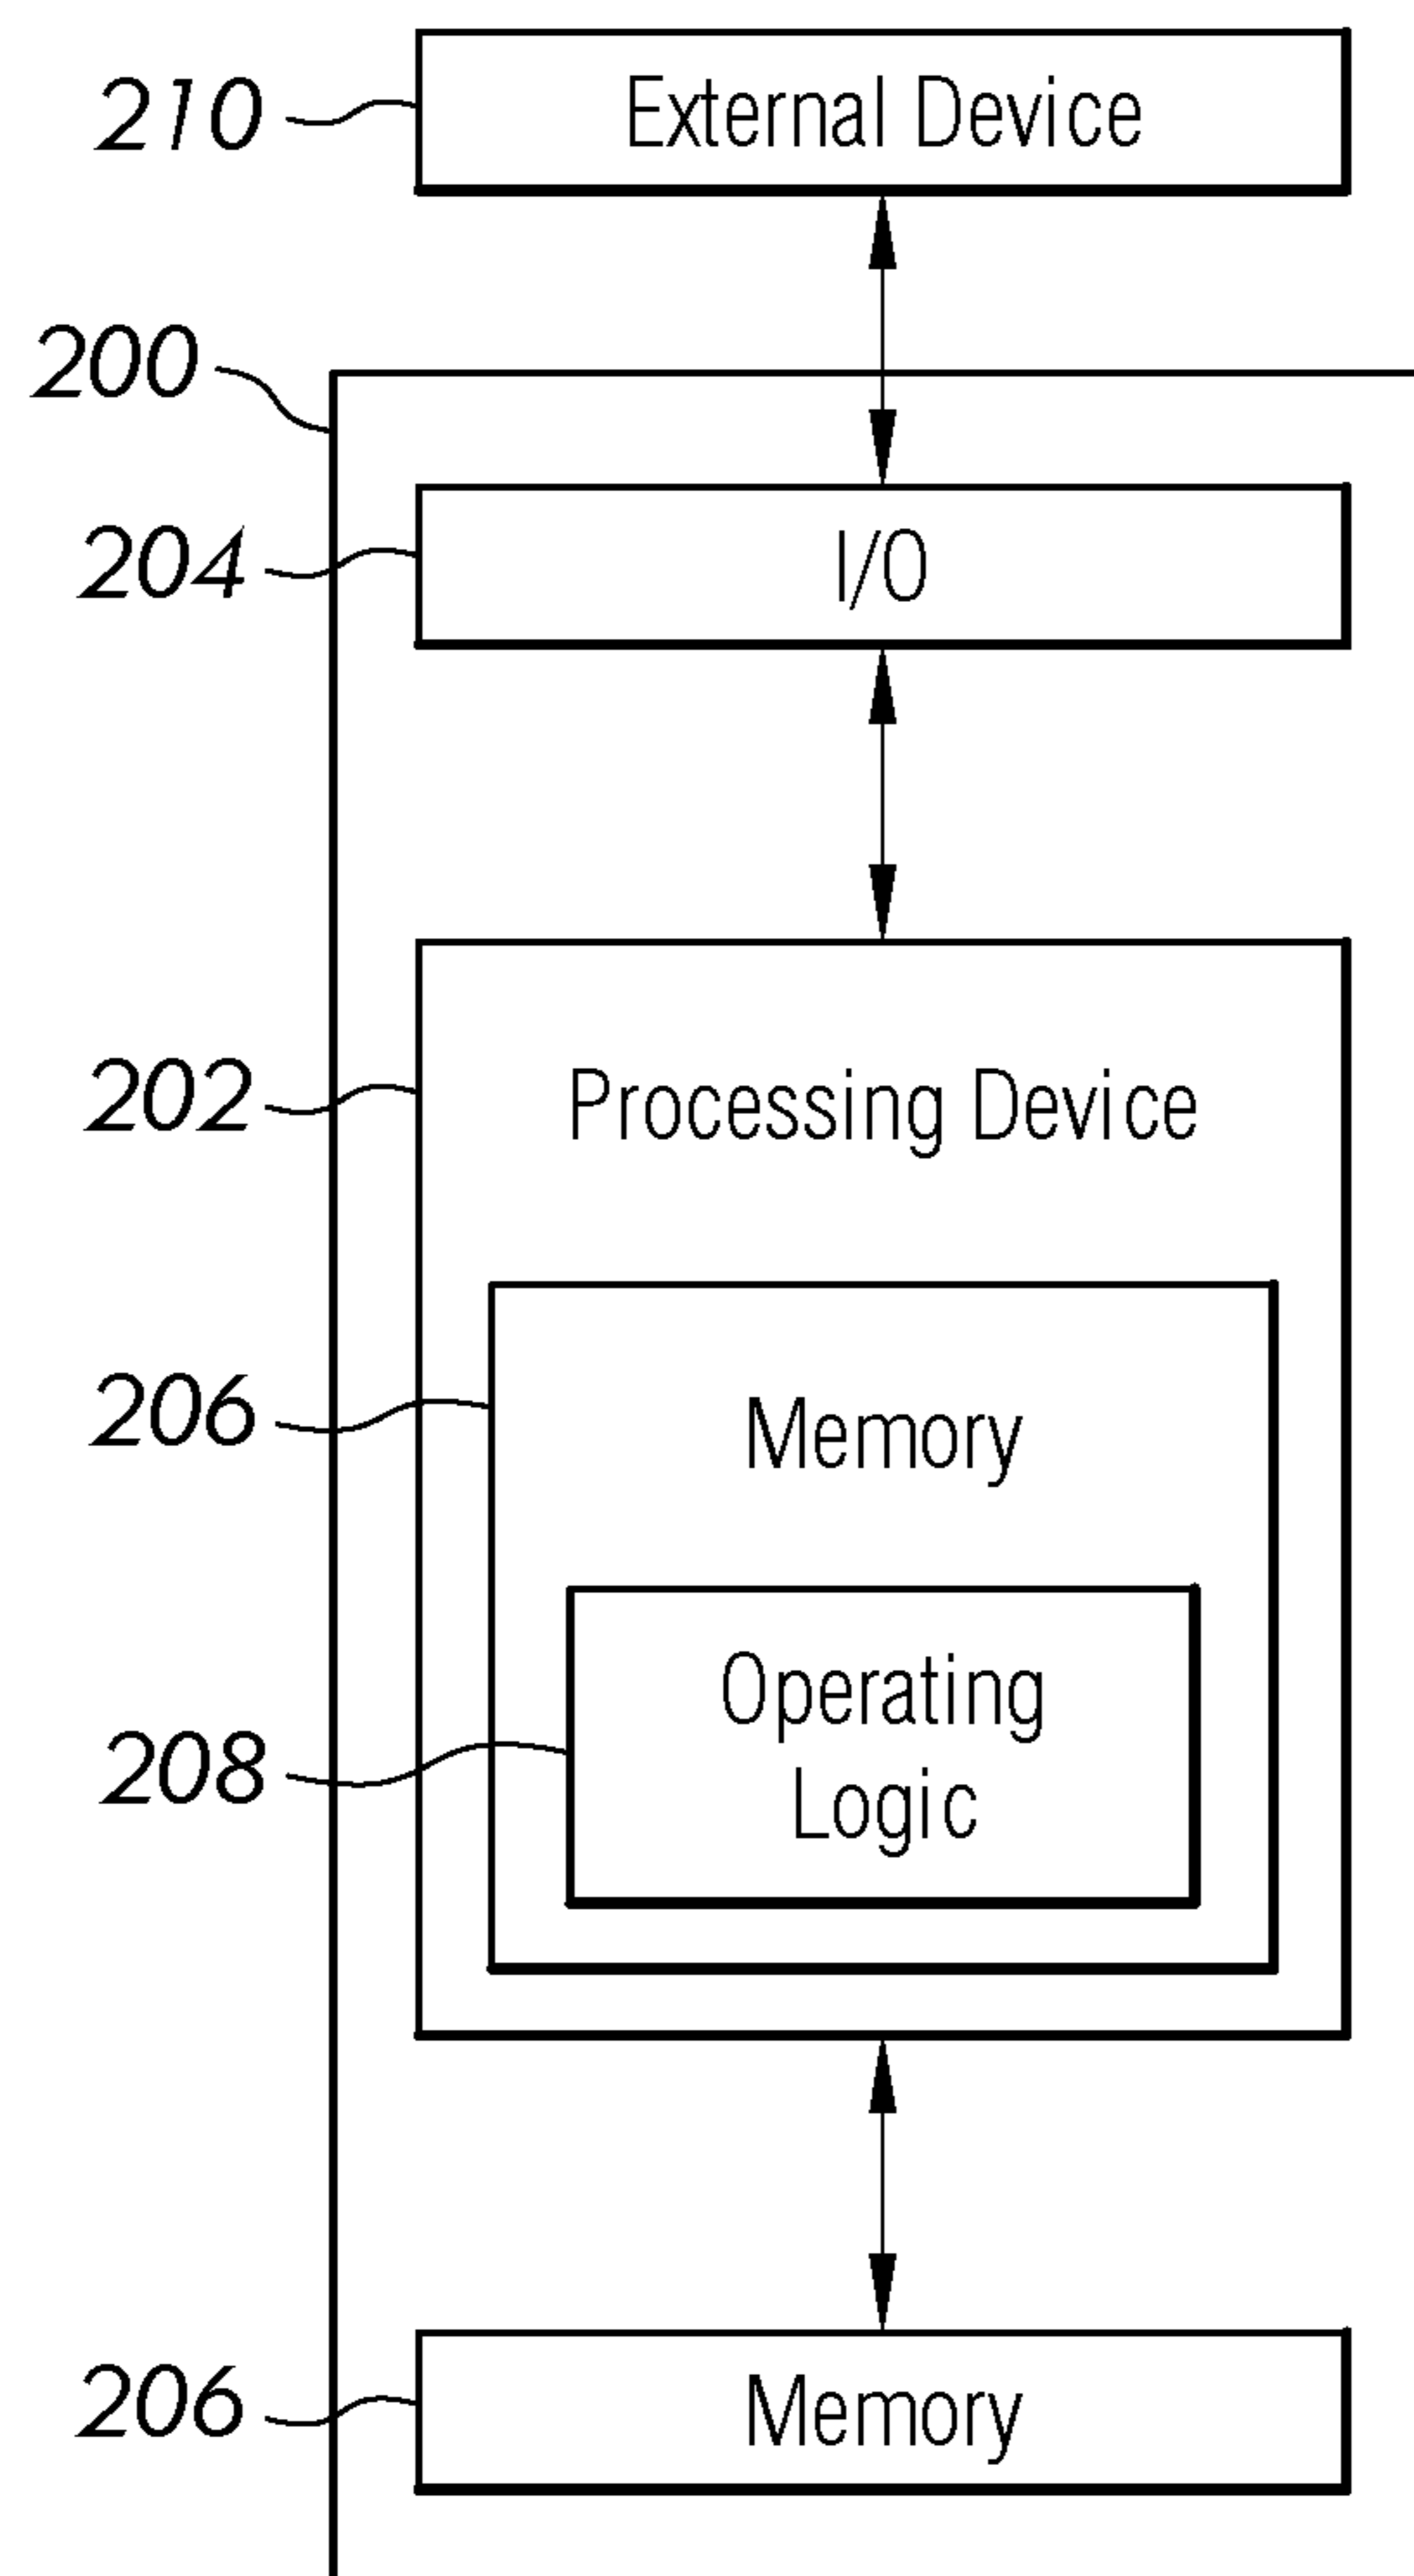 210
External Device
200
204
I/O
202
Processing Device
206
Memory
208
Operating
Logic
206
Memory